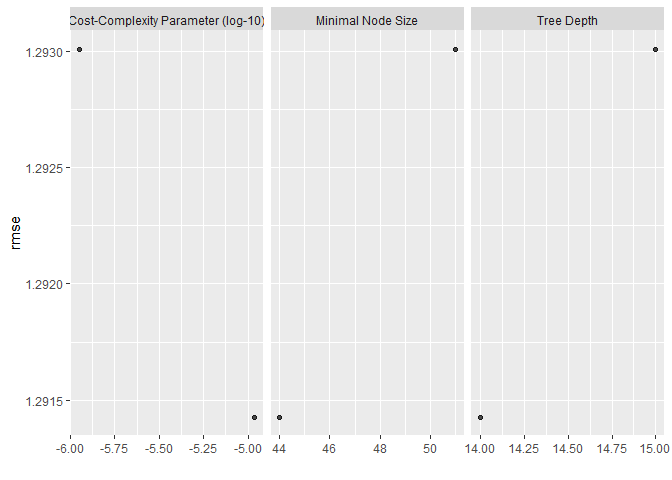 Cost-Complexity Parameter (log-10) Minimal Node Size Tree Depth
1.2930
1.2925
1.2920
1.2915
rmse
-6.00 -5.75 -5.50 -5.25 -5.00 44 46 48 50 14.00 14.25 14.50 14.75 15.00